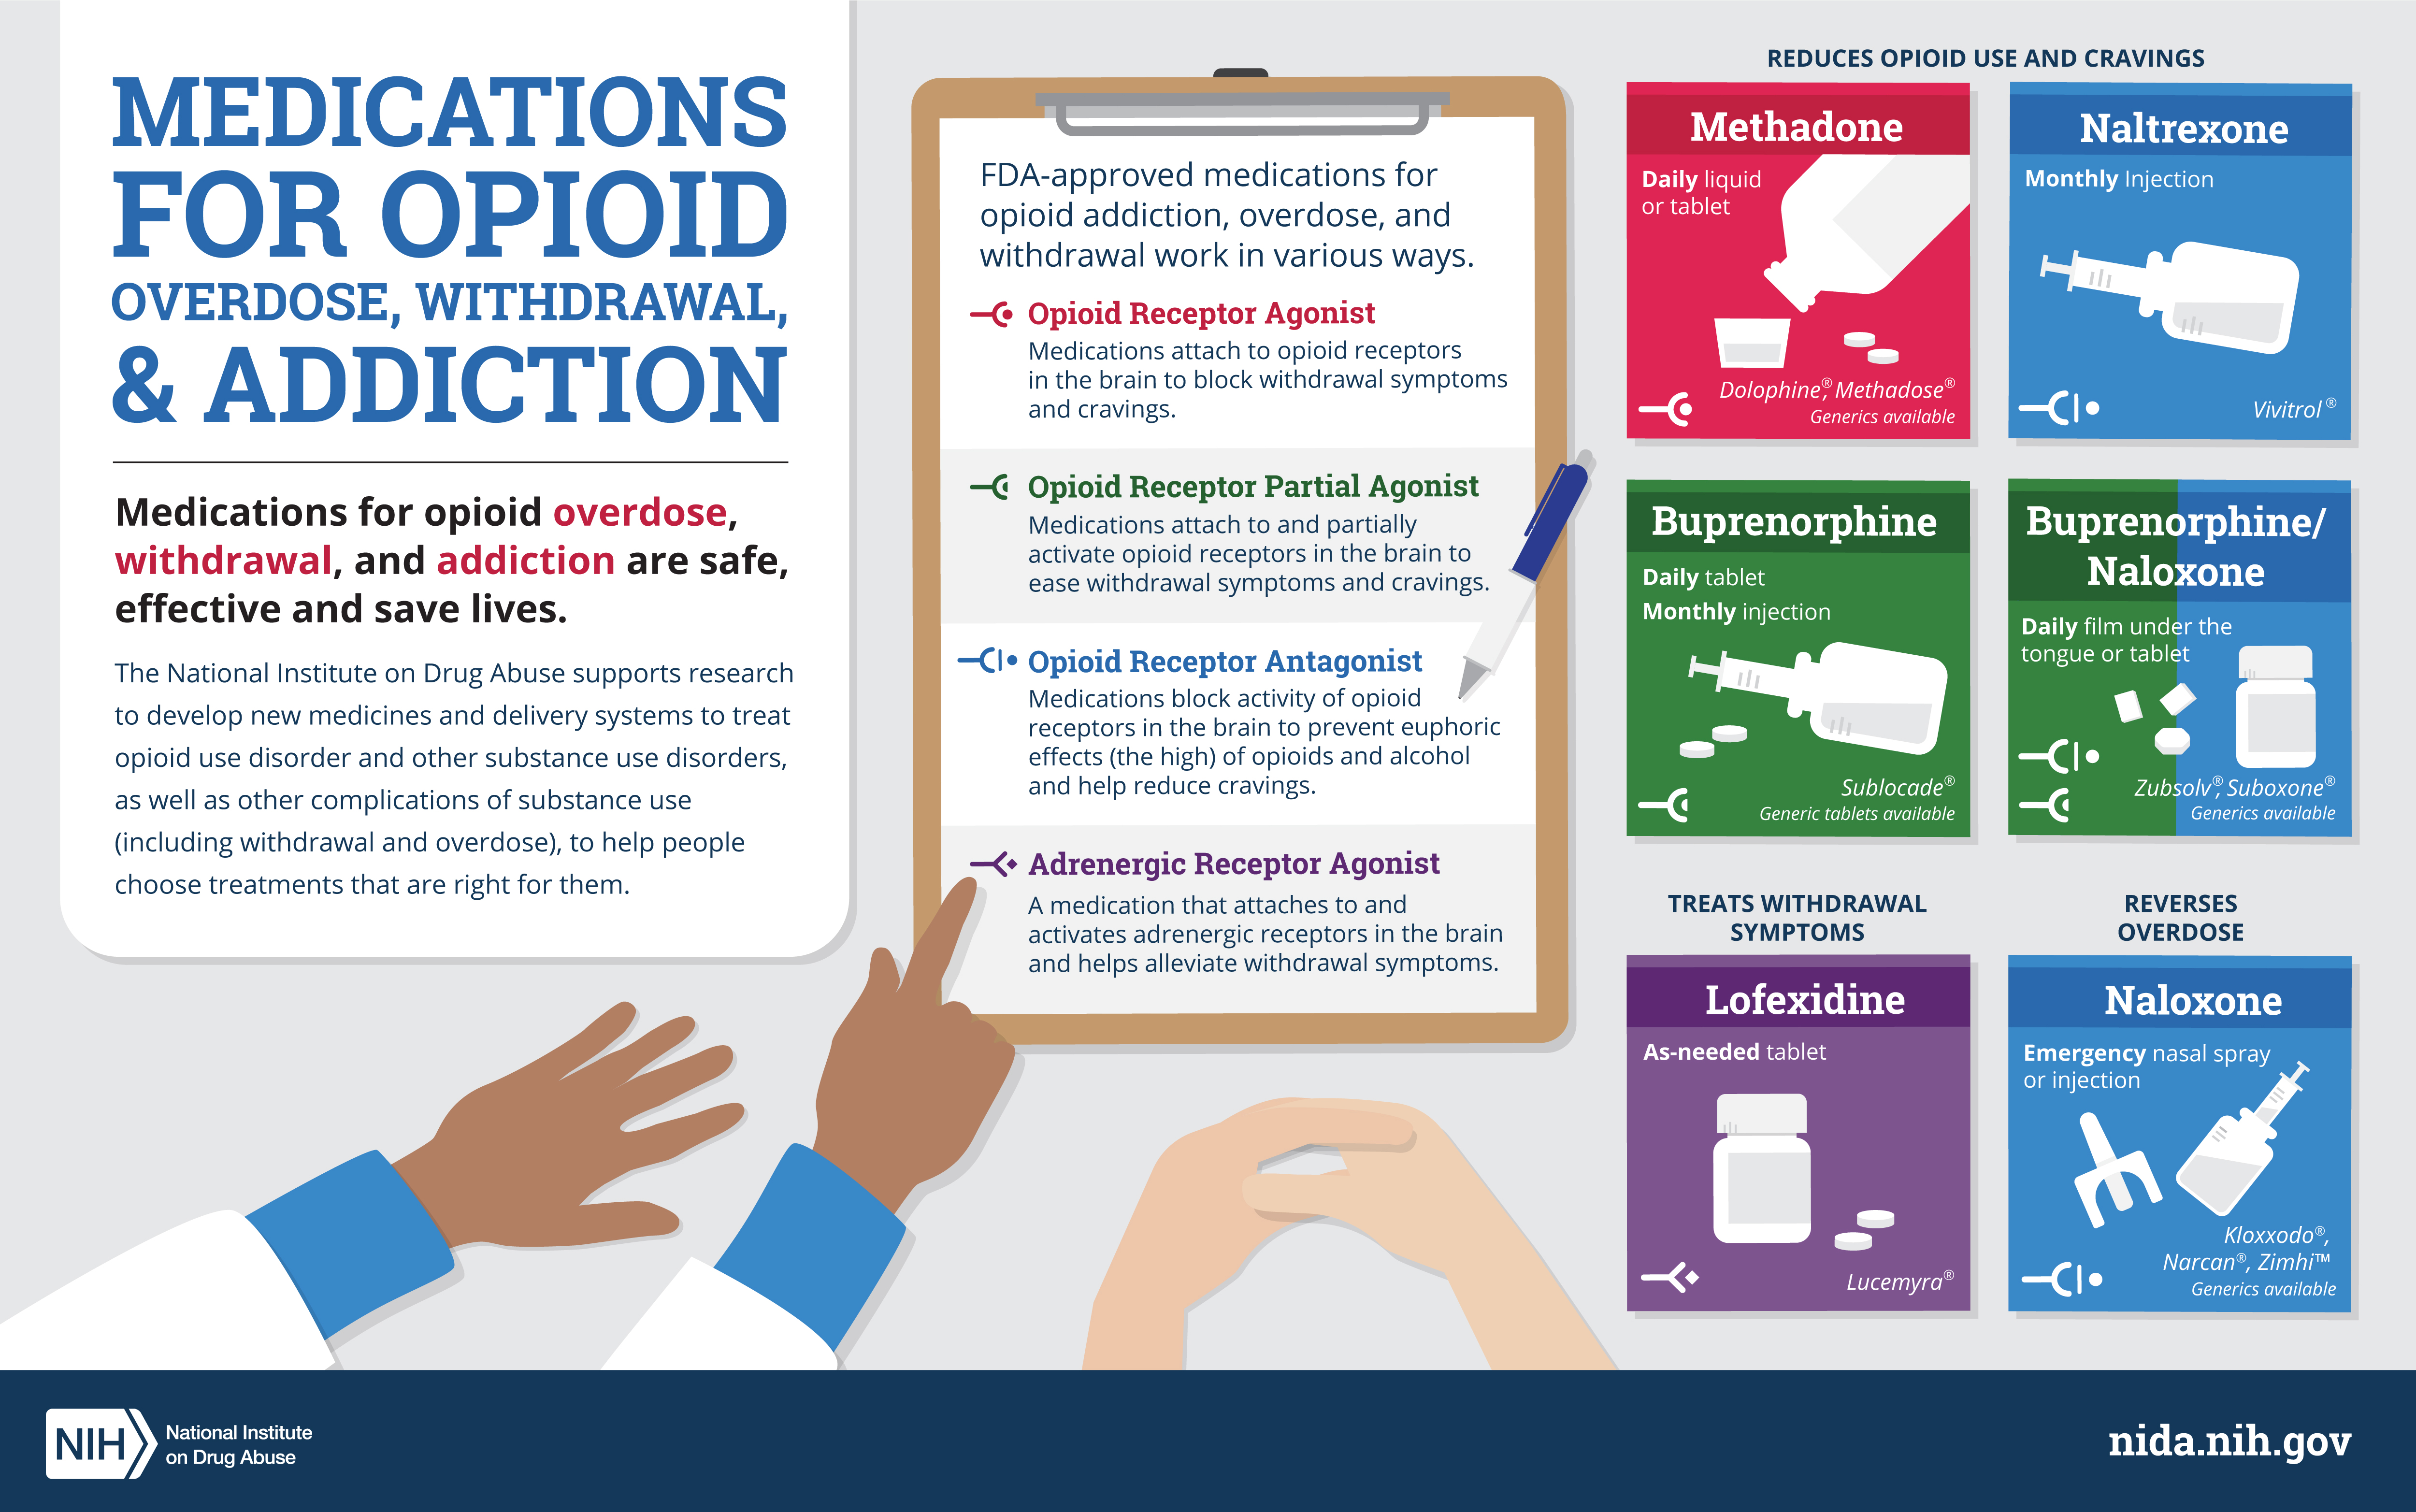 MEDICATIONS
FOR OPIOID
OVERDOSE, WITHDRAWAL,
& ADDICTION
Medications for opioid overdose,
withdrawal, and addiction are safe,
effective and save lives.
The National Institute on Drug Abuse supports research
to develop new medicines and delivery systems to treat
opioid use disorder and other substance use disorders,
as well as other complications of substance use
(including withdrawal and overdose), to help people
choose treatments that are right for them.
FDA-approved medications for
opioid addiction, overdose, and
withdrawal work in various ways.
Opioid Receptor Agonist
Medications attach to opioid receptors
in the brain to block withdrawal symptoms
and cravings.
Opioid Receptor Partial Agonist
Medications attach to and partially
activate opioid receptors in the brain to
ease withdrawal symptoms and cravings.
Opioid Receptor Antagonist
Medications block activity of opioid
receptors in the brain to prevent euphoric
effects (the high) of opioids and alcohol
and help reduce cravings.
Adrenergic Receptor Agonist
A medication that attaches to and
activates adrenergic receptors in the brain
and helps alleviate withdrawal symptoms.
REDUCES OPIOID USE AND CRAVINGS
Methadone
Daily liquid
or tablet
Dolophine®, Methadose®
Generics available
Naltrexone
Monthly Injection
Vivitrol ®
Buprenorphine
Daily tablet
Monthly injection
Sublocade®
Generic tablets available
Buprenorphine/
Naloxone
Daily film under the
tongue or tablet
Zubsolv®, Suboxone®
Generics available
TREATS WITHDRAWAL
SYMPTOMS
Lofexidine
As-needed tablet
Lucemyra®
REVERSES
OVERDOSE
Naloxone
Emergency nasal spray
or injection
Kloxxodo®,
Narcan®, Zimhi™
Generics available
NIH
National Institute
on Drug Abuse
nida.nih.gov